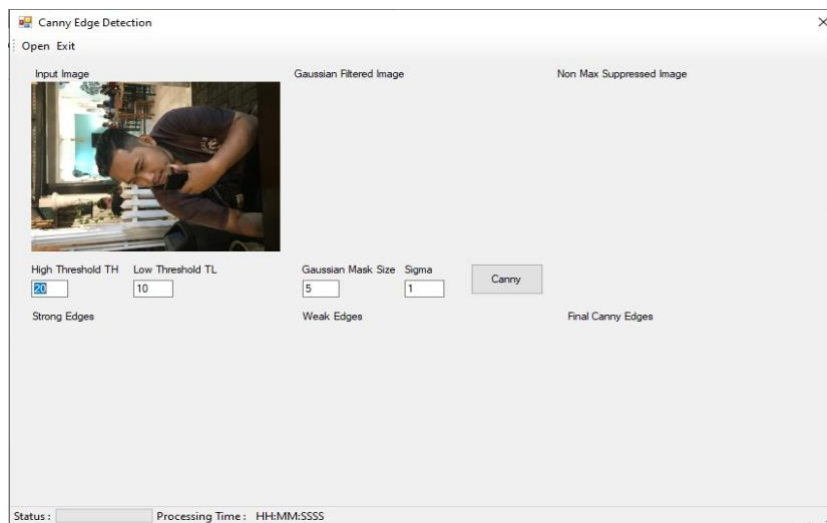 Canny Edge Detection
Open Exit
Input Image Gaussian Filtered Image Non Max Suppressed Image
High Threshold TH Low Threshold TL Gaussian Mask Size Sigma
20 10 5 1 Canny
Strong Edges Weak Edges Final Canny Edges
Status : Processing Time : HH:MM:SSSS